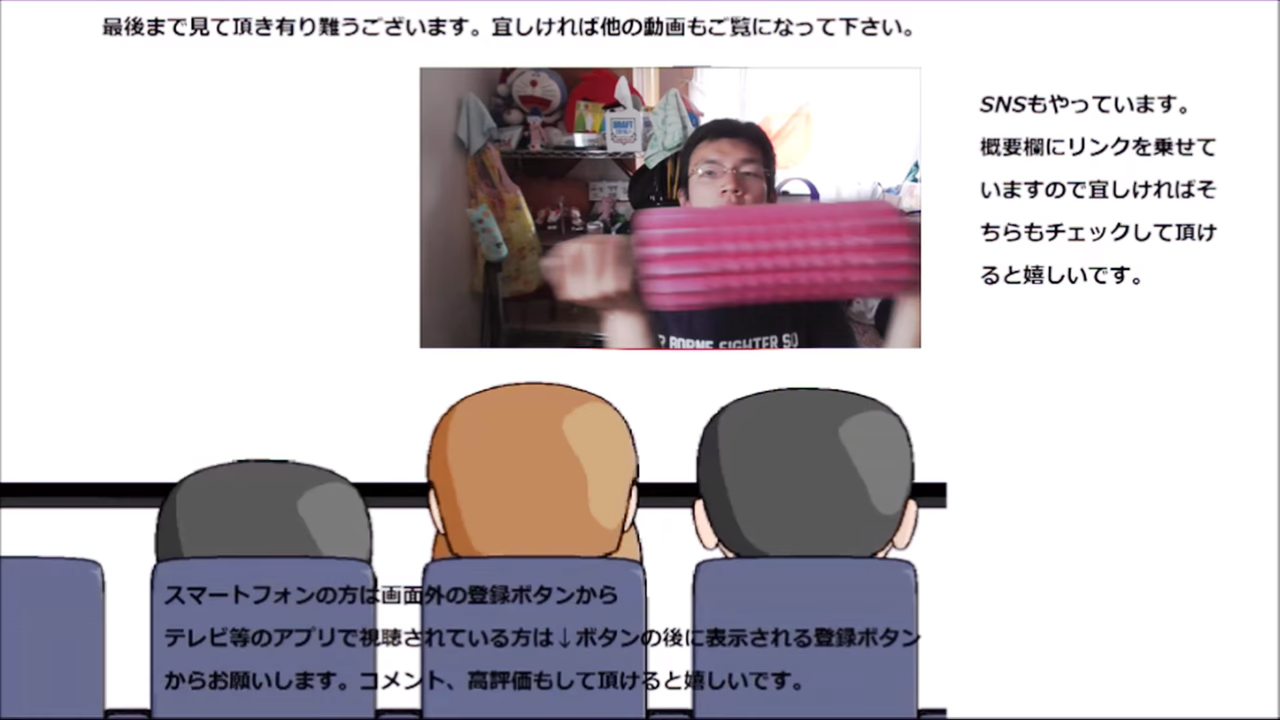 最後まで見て頂き有り難うございます。宜しければ他の動画もご覧になって下さい。
SNSもやっています。
概要欄にリンクを乗せて
いますので宜しければそ
ちらもチェックして頂け
ると嬉しいです。
DRAFT
BORNE FIGHTER SQ
スマートフォンの方は画面外の登録ボタンから
テレビ等のアプリで視聴されている方は↓ボタンの後に表示される登録ボタン
からお願いします。コメント、高評価もして頂けると嬉しいです。